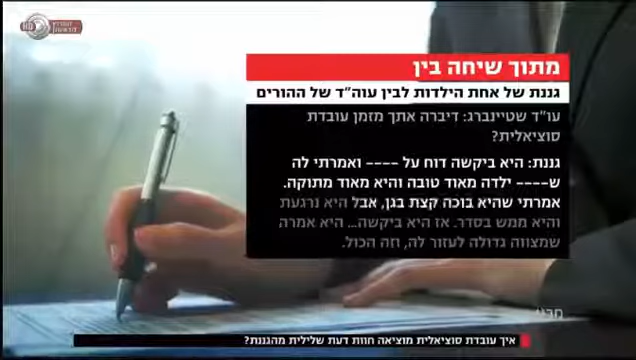 מתוך שיחה בין
גננת של אחת הילדות לבין עוה"ד של ההורים
עו"ד שטיינברג: דיברה אתך מזמן עובדת
סוציאלית?
גננת: היא ביקשה דוח על ---- ואמרתי לה
ש---- ילדה מאוד טובה והיא מאוד מתוקה.
אמרתי שהיא בוכה קצת בגן, אבל היא נרגעת
והיא ממש בסדר. אז היא ביקשה... היא אמרה
שמצווה גדולה לעזור לה, וזה הכול.
איך עובדת סוציאלית מוציאה חוות דעת שלילית מהגננת?